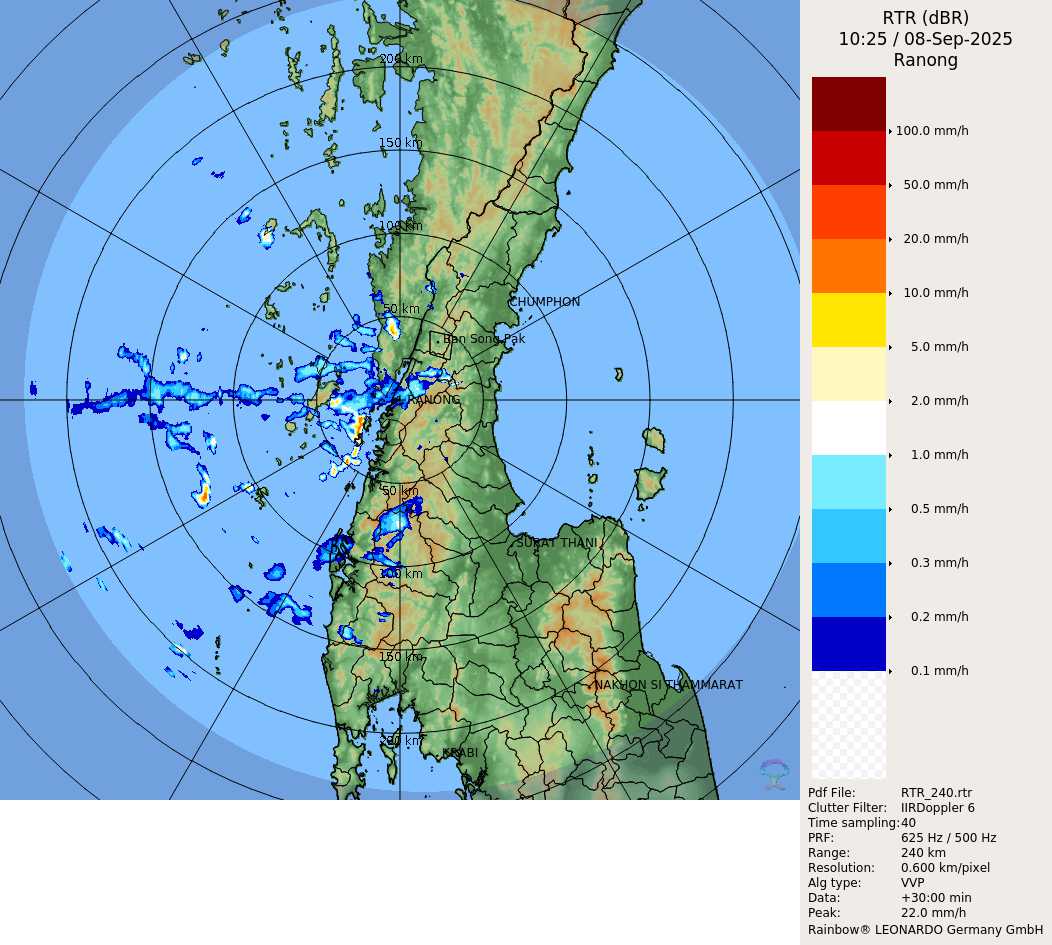 RTR (dBR)
10:25 / 08-Sep-2025
Ranong
100.0 mm/h
50.0 mm/h
20.0 mm/h
10.0 mm/h
5.0 mm/h
2.0 mm/h
1.0 mm/h
0.5 mm/h
0.3 mm/h
0.2 mm/h
0.1 mm/h
Pdf File: RTR_240.rtr
Clutter Filter: IIRDoppler 6
Time sampling: 40
PRF: 625 Hz / 500 Hz
Range: 240 km
Resolution: 0.600 km/pixel
Alg type: VVP
Data: +30:00 min
Peak: 22.0 mm/h
Rainbow® LEONARDO Germany GmbH
200 km
150 km
100 km
CHUMPHON
50 km
Ban Song Pak
RANONG
50 km
SURAT THANI
100 km
150 km
NAKHON SI THAMMARAT
200 km
KRABI